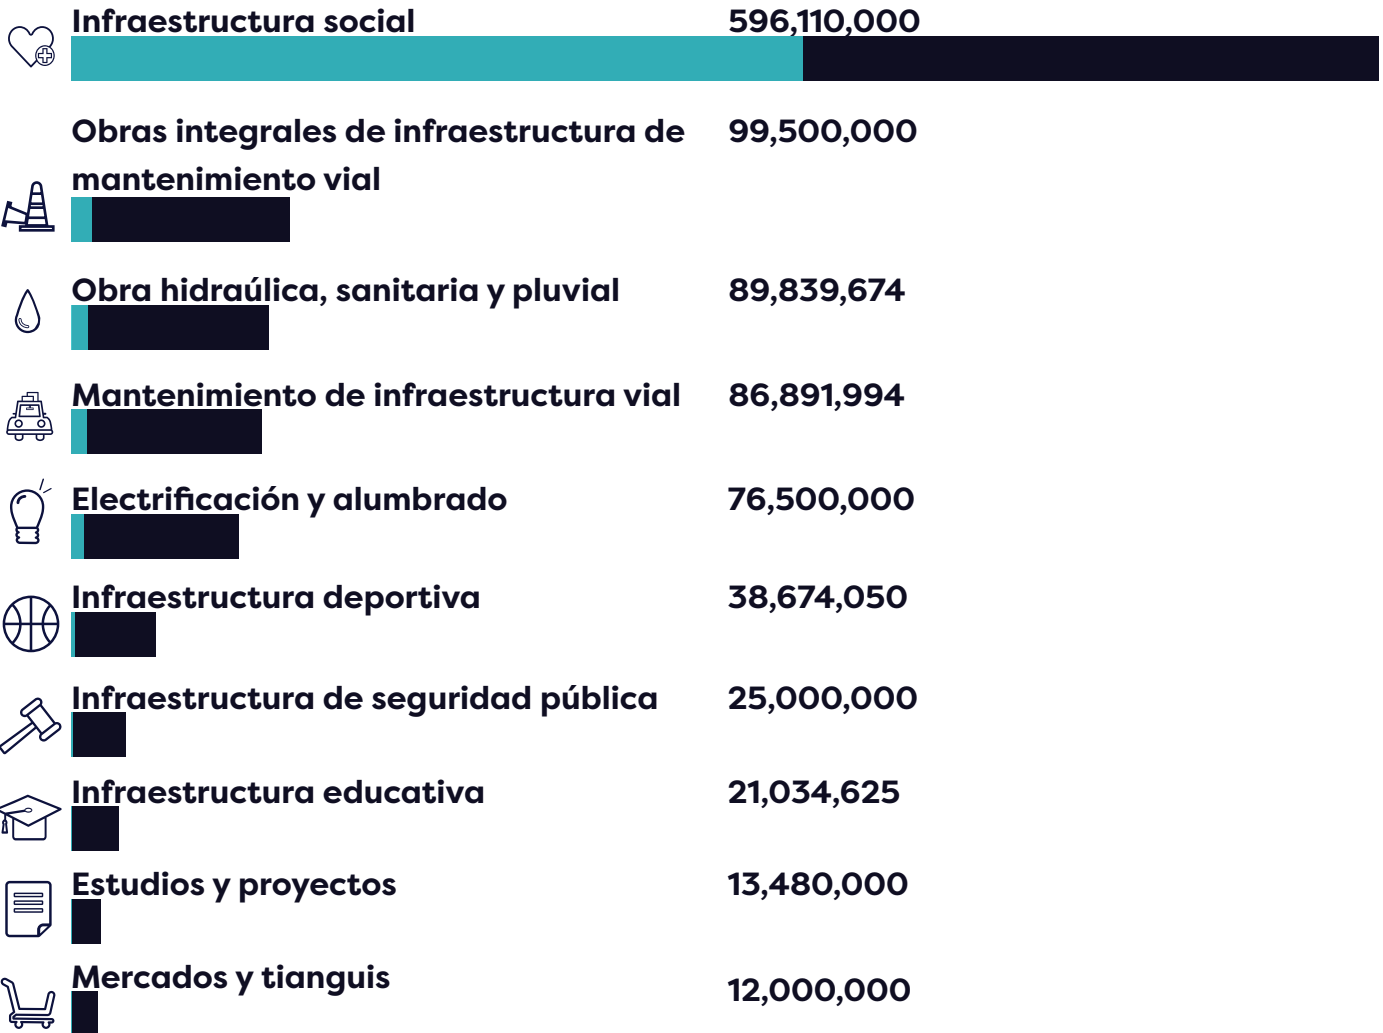 Infraestructura social 596,110,000
Obras integrales de infraestructura de 99,500,000
mantenimiento vial
Obra hidraúlica, sanitaria y pluvial 89,839,674
Mantenimiento de infraestructura vial 86,891,994
Electrificación y alumbrado 76,500,000
Infraestructura deportiva 38,674,050
Infraestructura de seguridad pública 25,000,000
Infraestructura educativa 21,034,625
Estudios y proyectos 13,480,000
Mercados y tianguis 12,000,000